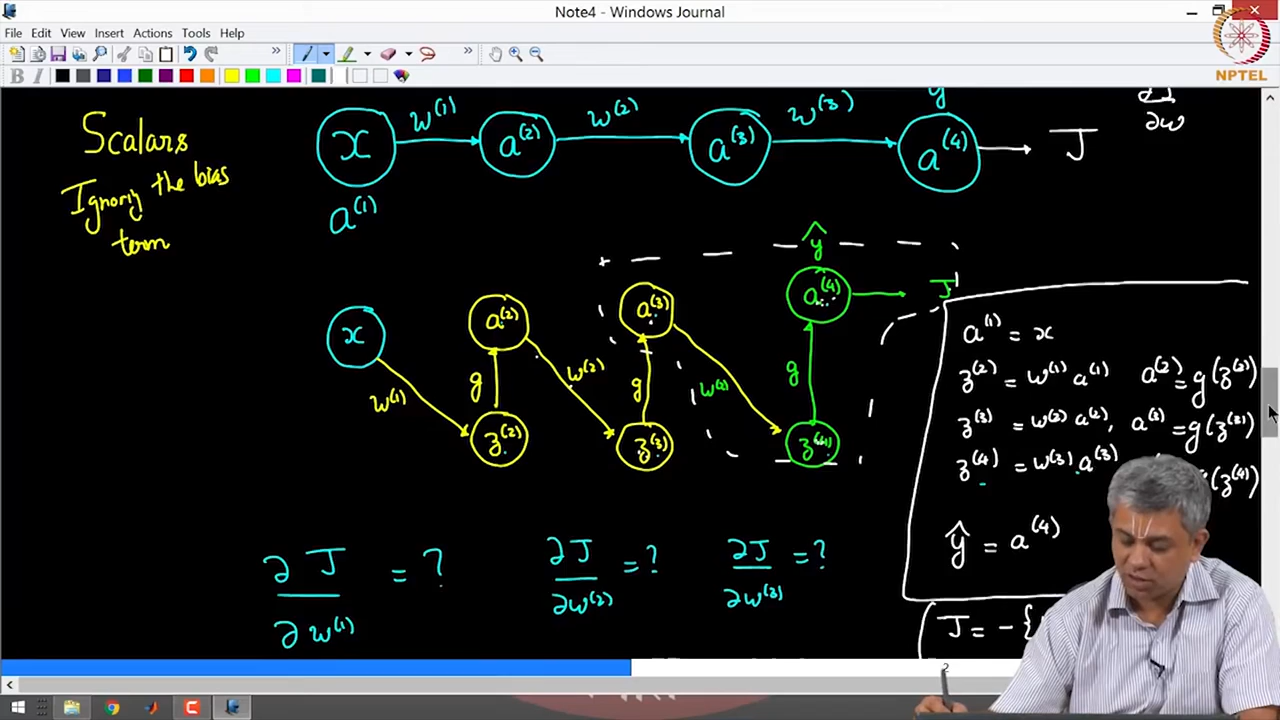 Note4 - Windows Journal
File Edit View Insert Actions Tools Help
NPTEL
B I
Scalars
Ignoring the bias
term
x w^(1) a^(2) w^(2) a^(3) w^(3) a^(4) J
a^(1)
∂w
ŷ
x w^(1) z^(2) g a^(2) w^(2) z^(3) g a^(3) w^(3) z^(4) g a^(4) J
a^(1) = x
z^(2) = w^(1) a^(1) a^(2) = g(z^(2))
z^(3) = w^(2) a^(2), a^(3) = g(z^(3))
z^(4) = w^(3) a^(3) (z^(4))
ŷ = a^(4)
∂J/∂w^(1) = ? ∂J/∂w^(2) = ? ∂J/∂w^(3) = ?
J = - {